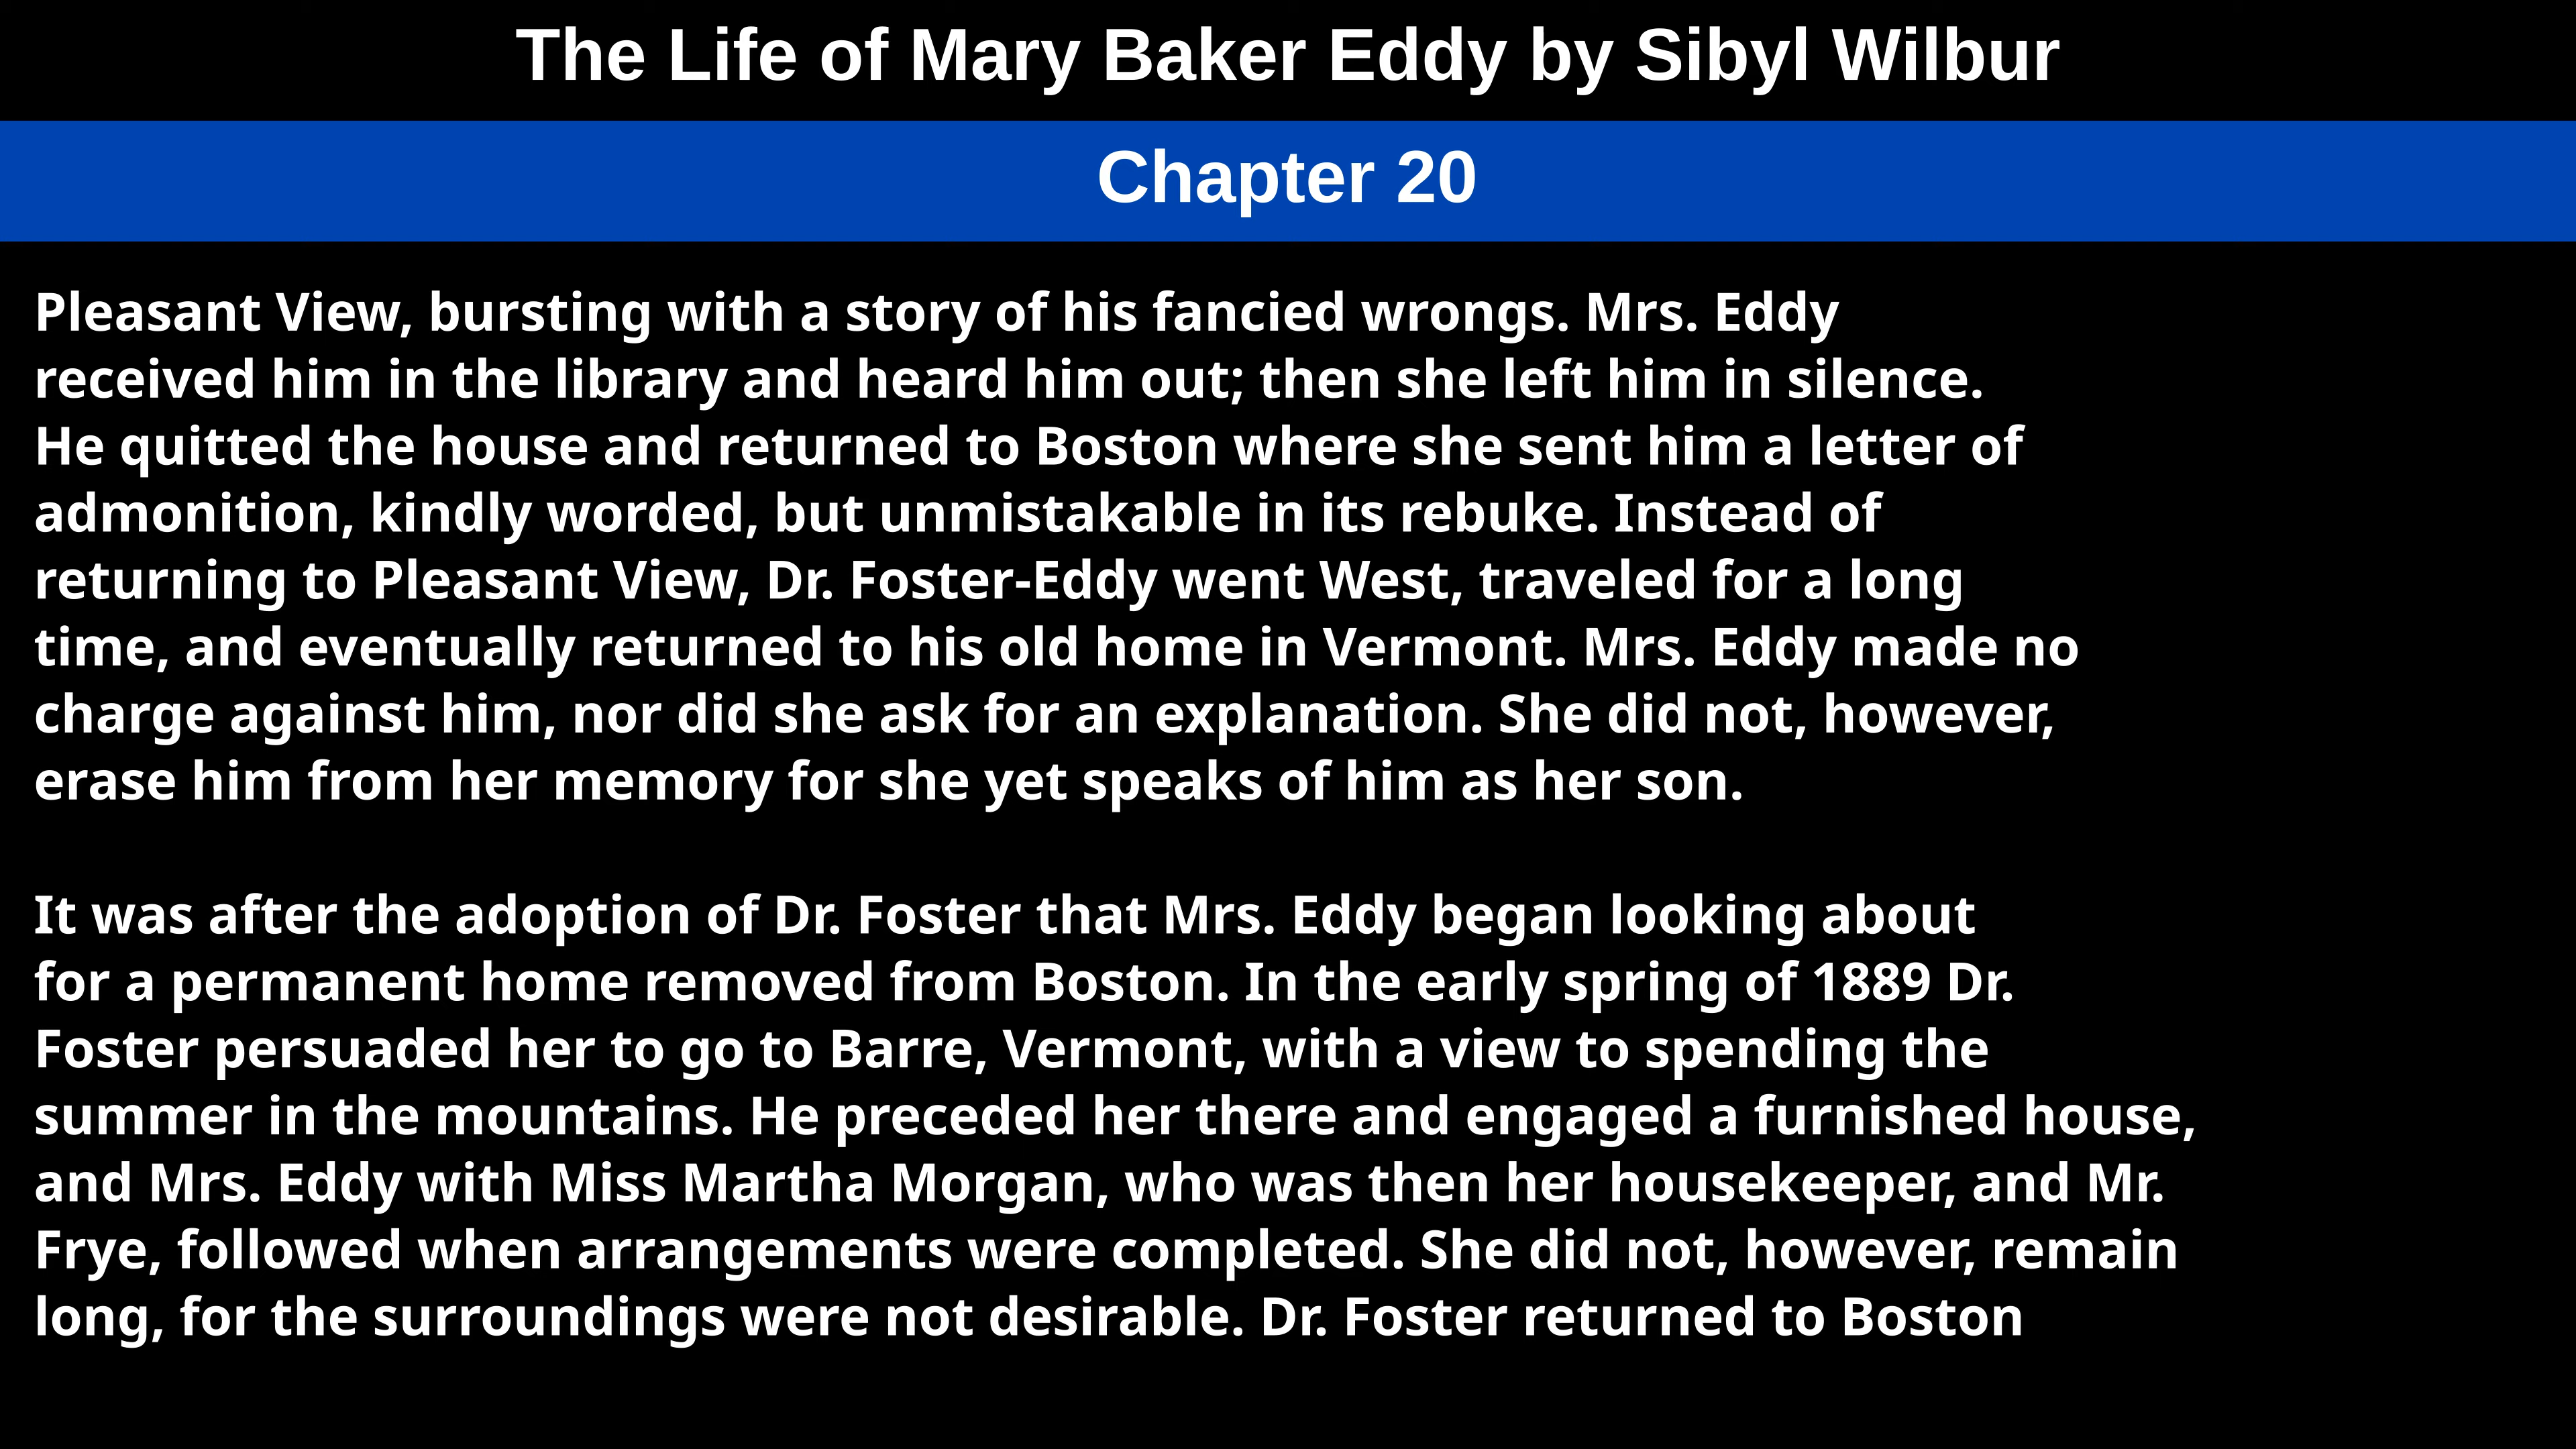 The Life of Mary Baker Eddy by Sibyl Wilbur
Chapter 20
Pleasant View, bursting with a story of his fancied wrongs. Mrs. Eddy
received him in the library and heard him out; then she left him in silence.
He quitted the house and returned to Boston where she sent him a letter of
admonition, kindly worded, but unmistakable in its rebuke. Instead of
returning to Pleasant View, Dr. Foster-Eddy went West, traveled for a long
time, and eventually returned to his old home in Vermont. Mrs. Eddy made no
charge against him, nor did she ask for an explanation. She did not, however,
erase him from her memory for she yet speaks of him as her son.
It was after the adoption of Dr. Foster that Mrs. Eddy began looking about
for a permanent home removed from Boston. In the early spring of 1889 Dr.
Foster persuaded her to go to Barre, Vermont, with a view to spending the
summer in the mountains. He preceded her there and engaged a furnished house,
and Mrs. Eddy with Miss Martha Morgan, who was then her housekeeper, and Mr.
Frye, followed when arrangements were completed. She did not, however, remain
long, for the surroundings were not desirable. Dr. Foster returned to Boston